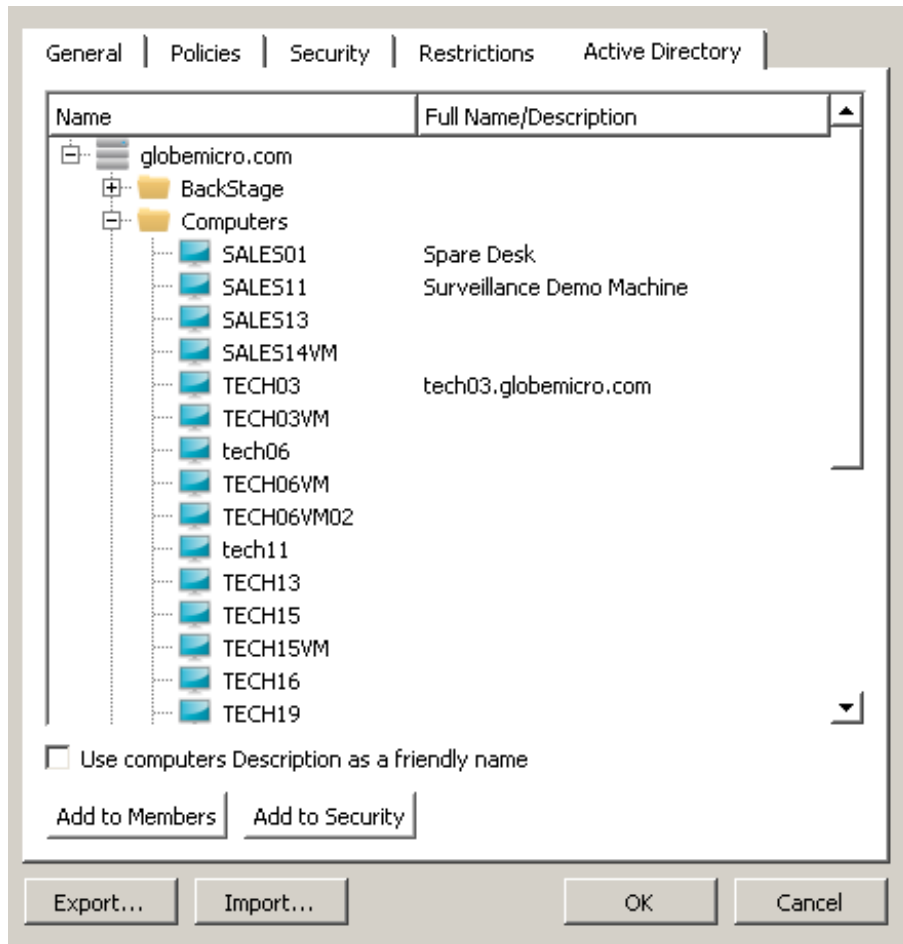 General Policies Security Restrictions Active Directory
Name Full Name/Description
globemicro.com
BackStage
Computers
SALES01 Spare Desk
SALES11 Surveillance Demo Machine
SALES13
SALES14VM
TECH03 tech03.globemicro.com
TECH03VM
tech06
TECH06VM
TECH06VM02
tech11
TECH13
TECH15
TECH15VM
TECH16
TECH19
Use computers Description as a friendly name
Add to Members Add to Security
Export... Import... OK Cancel